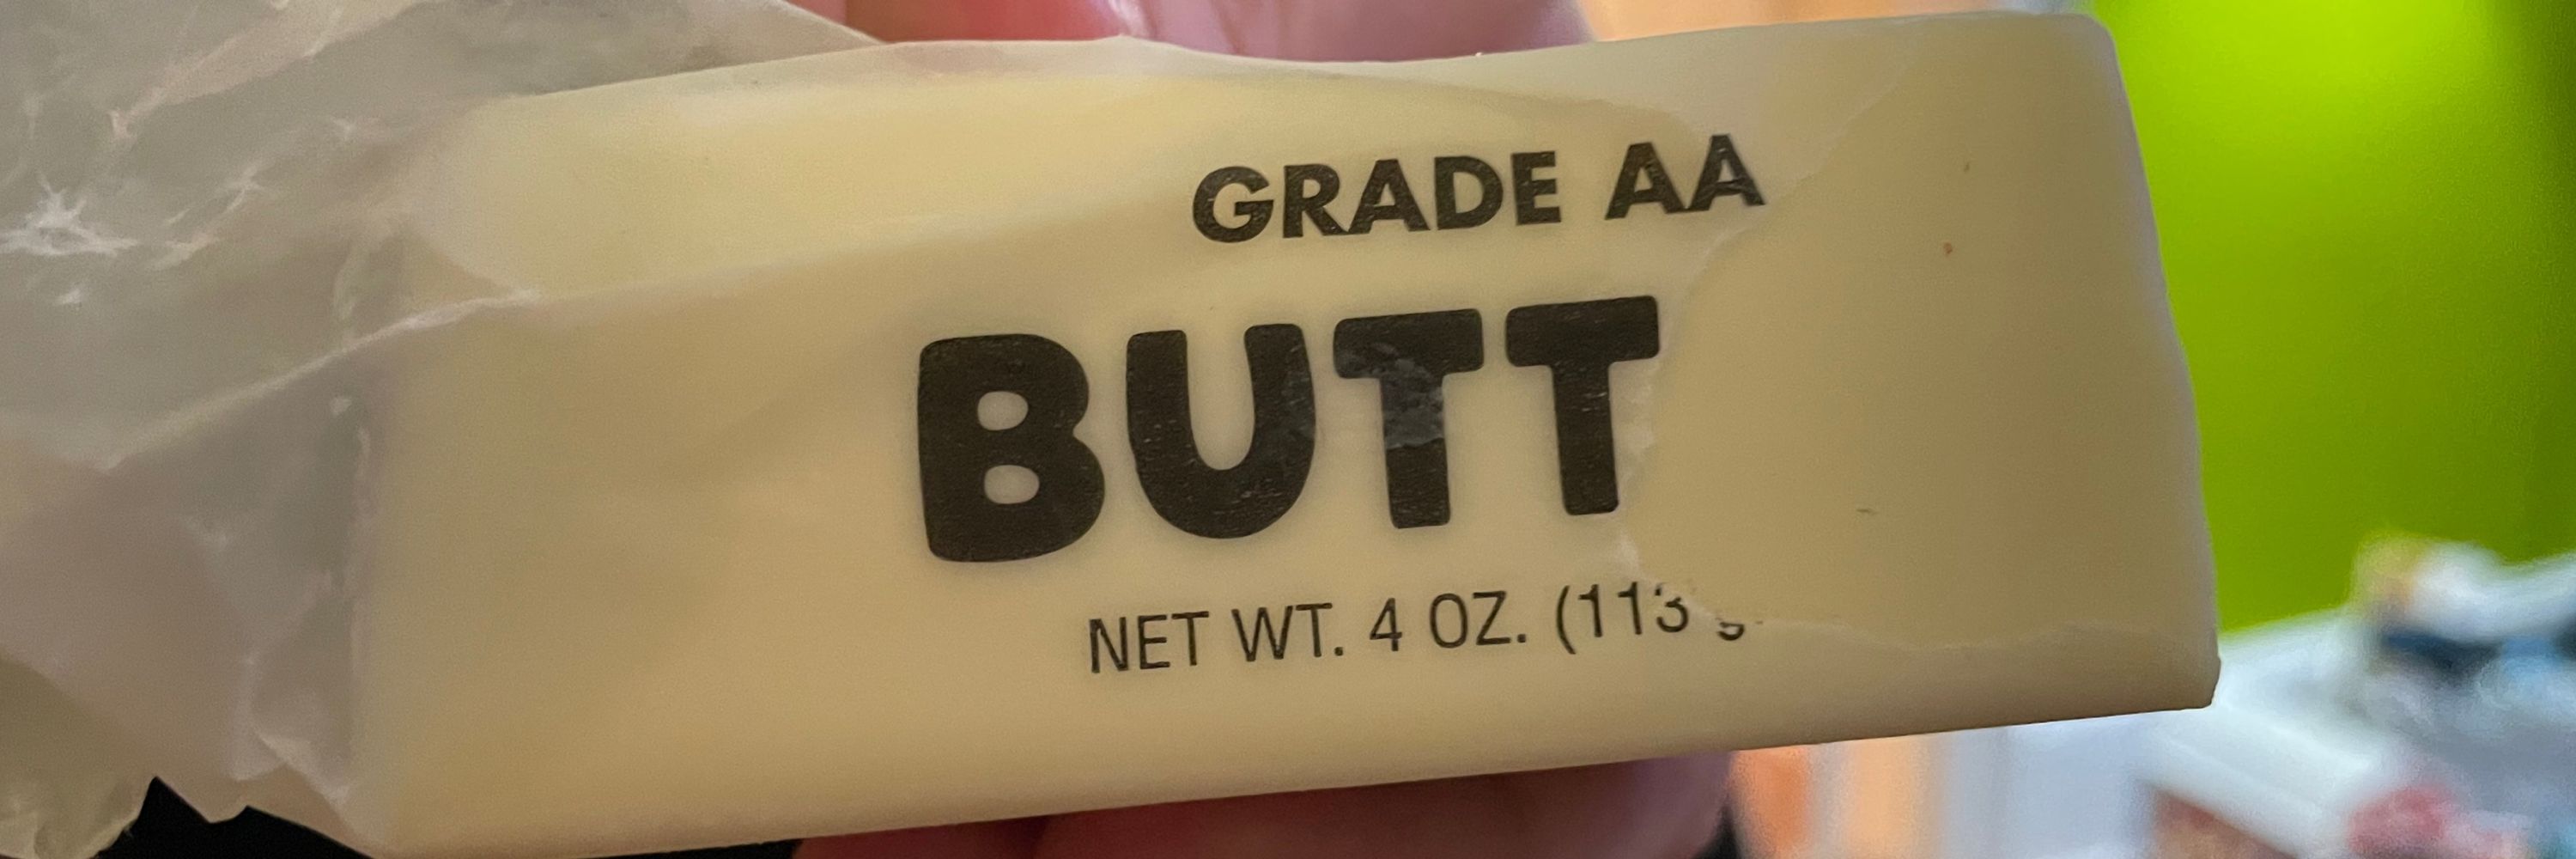 GRADE AA
BUTT
NET WT. 4 OZ. (113 g